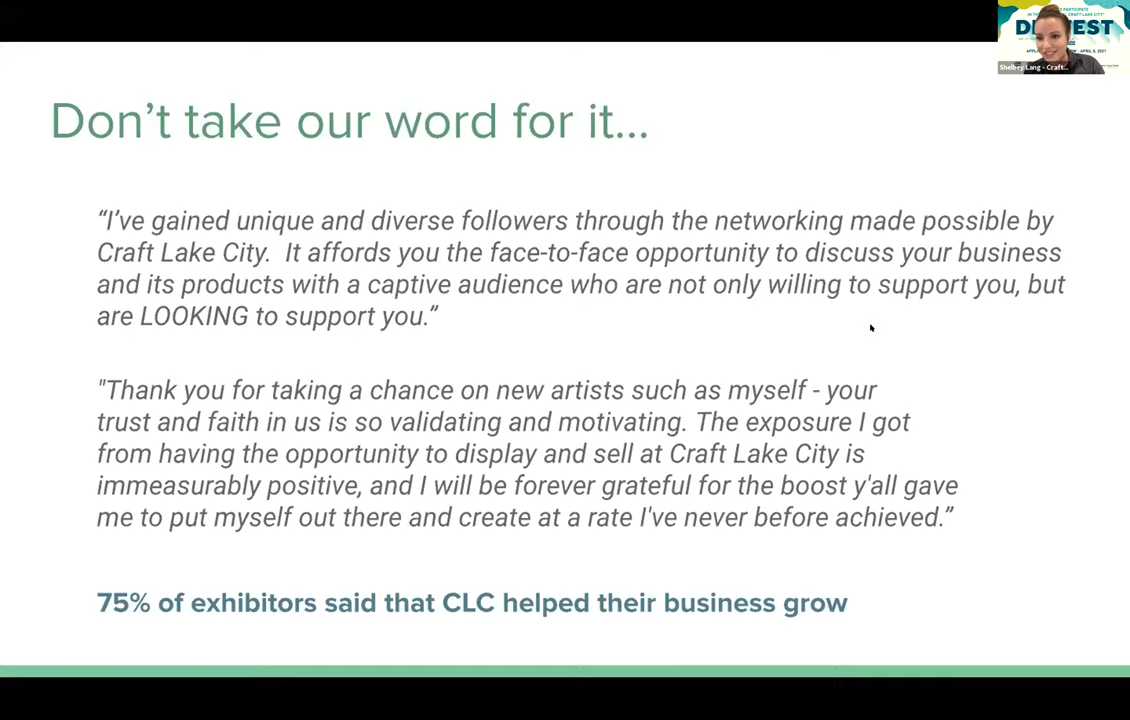 Don't take our word for it...
“I've gained unique and diverse followers through the networking made possible by
Craft Lake City.  It affords you the face-to-face opportunity to discuss your business
and its products with a captive audience who are not only willing to support you, but
are LOOKING to support you.”
"Thank you for taking a chance on new artists such as myself - your
trust and faith in us is so validating and motivating. The exposure I got
from having the opportunity to display and sell at Craft Lake City is
immeasurably positive, and I will be forever grateful for the boost y'all gave
me to put myself out there and create at a rate I've never before achieved.”
75% of exhibitors said that CLC helped their business grow
Shelbey Lang - Craft...